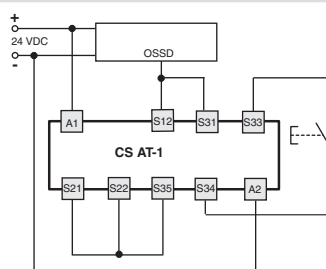 +
24 VDC
-
OSSD
A1 S12 S31 S33
CS AT-1
S21 S22 S35 S34 A2